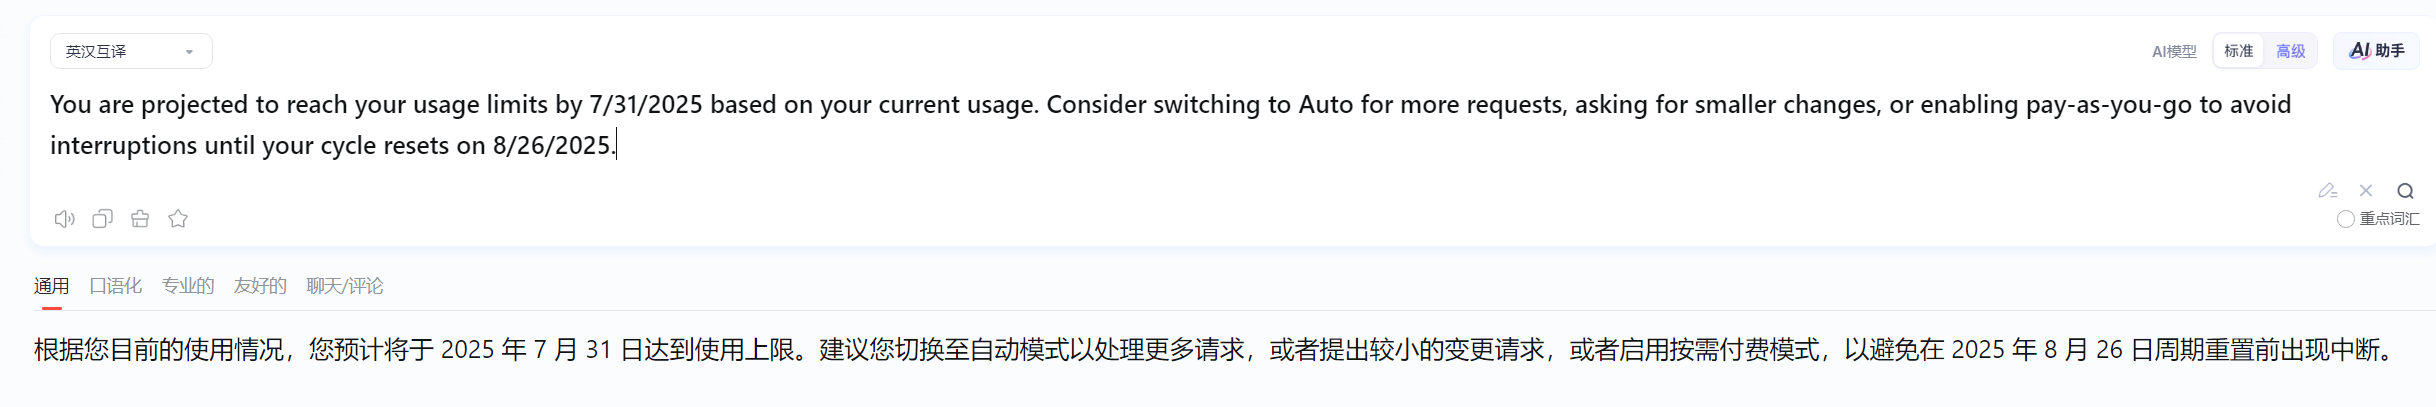 英汉互译
AI模型 标准 高级 AI 助手
You are projected to reach your usage limits by 7/31/2025 based on your current usage. Consider switching to Auto for more requests, asking for smaller changes, or enabling pay-as-you-go to avoid
interruptions until your cycle resets on 8/26/2025.
重点词汇
通用 口语化 专业的 友好的 聊天/评论
根据您目前的使用情况，您预计将于 2025 年 7 月 31 日达到使用上限。建议您切换至自动模式以处理更多请求，或者提出较小的变更请求，或者启用按需付费模式，以避免在 2025 年 8 月 26 日周期重置前出现中断。